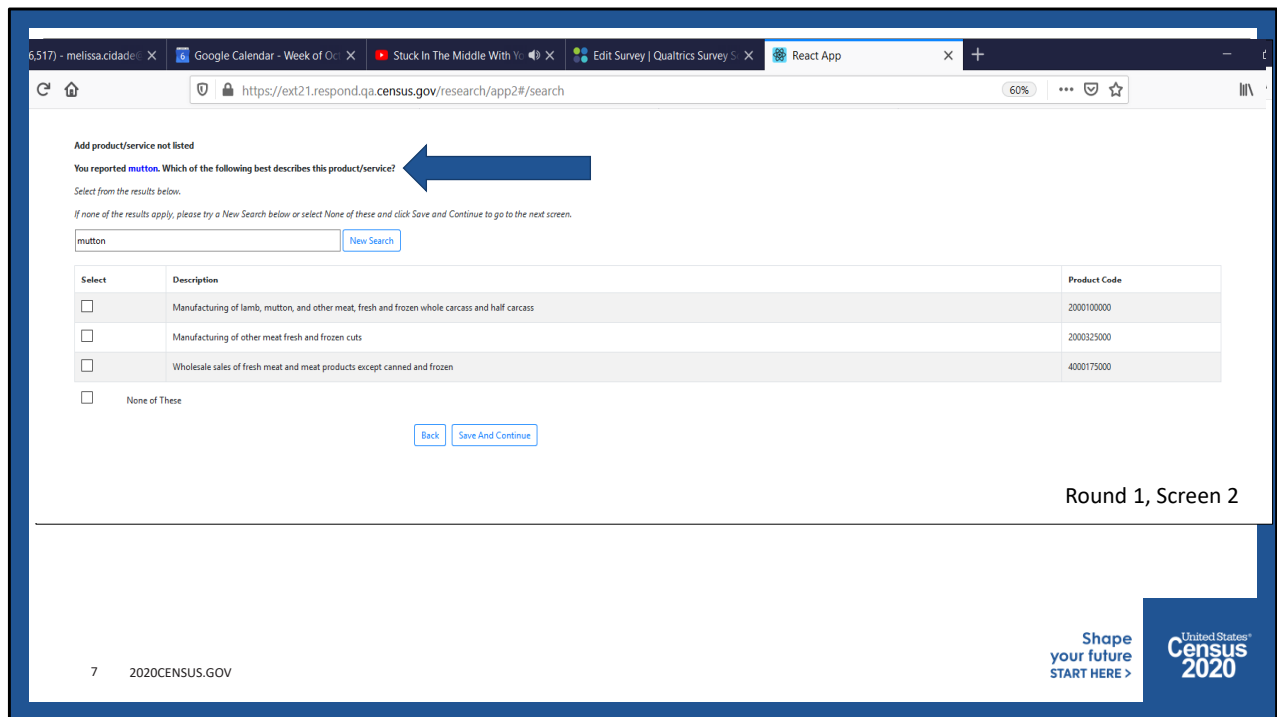 6,517) - melissa.cidade
Google Calendar - Week of Oct
Stuck In The Middle With Yo
Edit Survey | Qualtrics Survey S
React App
https://ext21.respond.qa.census.gov/research/app2#/search
60%
Add product/service not listed
You reported mutton. Which of the following best describes this product/service?
Select from the results below.
If none of the results apply, please try a New Search below or select None of these and click Save and Continue to go to the next screen.
mutton New Search
Select Description Product Code
Manufacturing of lamb, mutton, and other meat, fresh and frozen whole carcass and half carcass 2000100000
Manufacturing of other meat fresh and frozen cuts 2000325000
Wholesale sales of fresh meat and meat products except canned and frozen 4000175000
None of These
Back Save And Continue
Round 1, Screen 2
7 2020CENSUS.GOV
Shape
your future
START HERE >
United States®
Census
2020